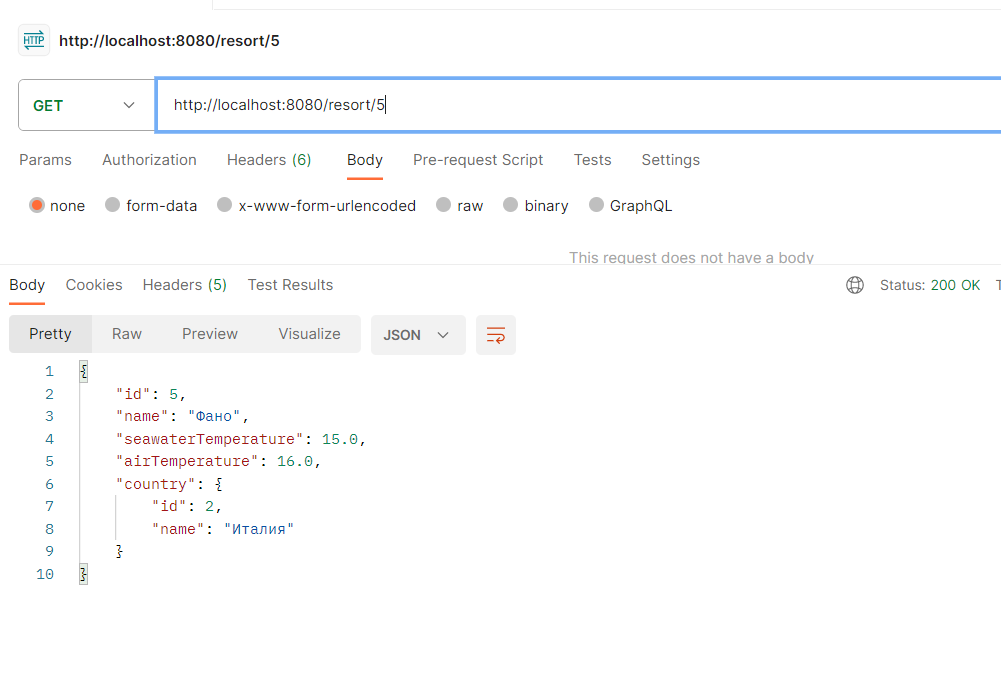 HTTP http://localhost:8080/resort/5
GET http://localhost:8080/resort/5
Params Authorization Headers (6) Body Pre-request Script Tests Settings
none form-data x-www-form-urlencoded raw binary GraphQL
This request does not have a body
Body Cookies Headers (5) Test Results Status: 200 OK T
Pretty Raw Preview Visualize JSON
1 {
2 "id": 5,
3 "name": "Фано",
4 "seawaterTemperature": 15.0,
5 "airTemperature": 16.0,
6 "country": {
7 "id": 2,
8 "name": "Италия"
9 }
10 }